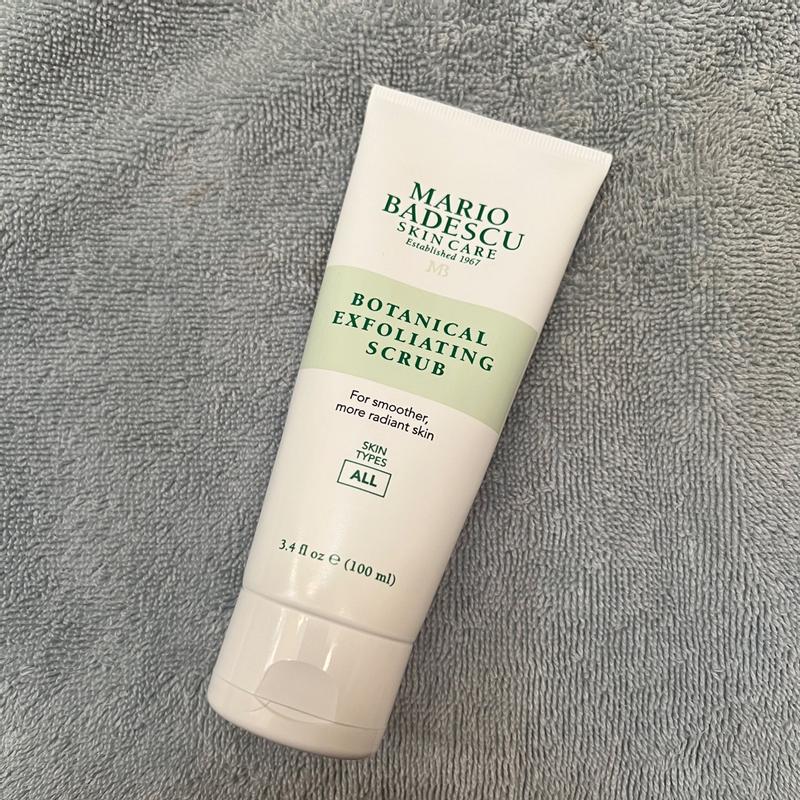 MARIO
BADESCU
SKIN CARE
Established 1967
MB
BOTANICAL
EXFOLIATING
SCRUB
For smoother,
more radiant skin
SKIN
TYPES
ALL
3.4 fl oz ℮ (100 ml)